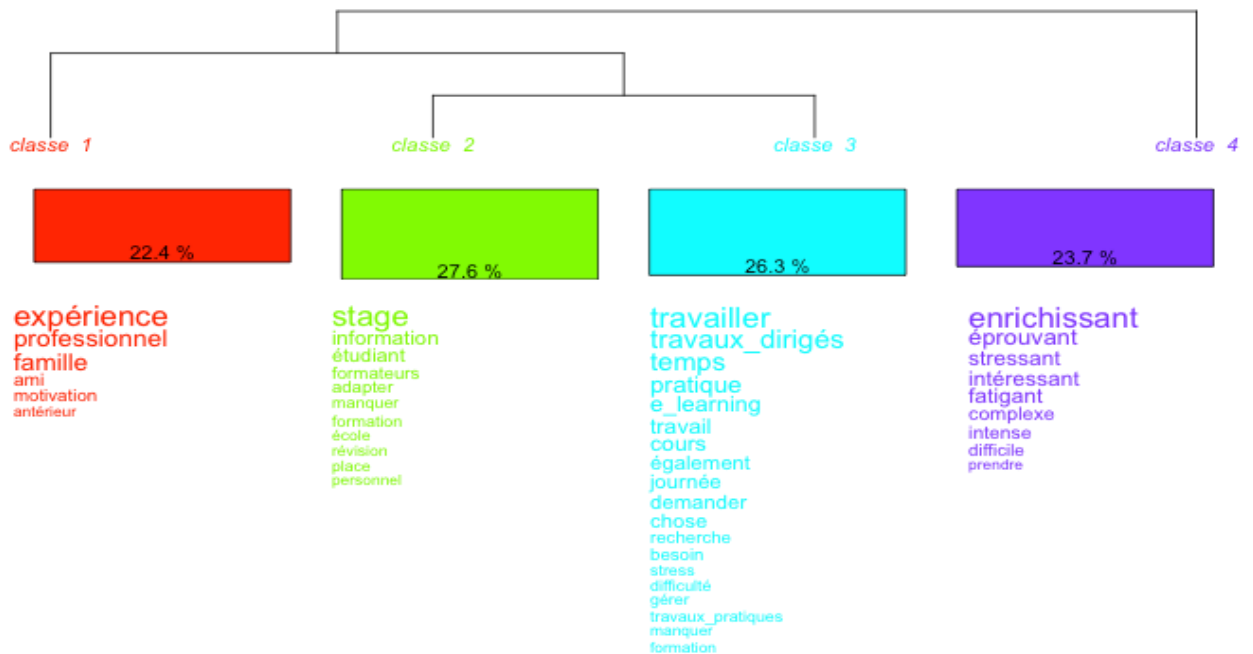 classe 1
classe 2
classe 3
classe 4
22.4 %
27.6 %
26.3 %
23.7 %
expérience
professionnel
famille
ami
motivation
antérieur
stage
information
étudiant
formateurs
adapter
manquer
formation
école
révision
place
personnel
travailler
travaux_dirigés
temps
pratique
e_learning
travail
cours
également
journée
demander
chose
recherche
besoin
stress
difficulté
gérer
travaux_pratiques
manquer
formation
enrichissant
éprouvant
stressant
intéressant
fatigant
complexe
intense
difficile
prendre